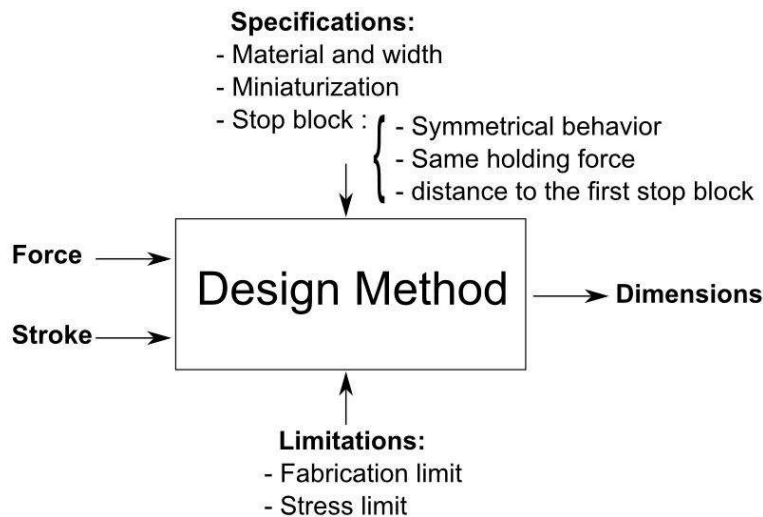 Specifications:
- Material and width
- Miniaturization
- Stop block :
- Symmetrical behavior
- Same holding force
- distance to the first stop block
Force
Stroke
Design Method
Dimensions
Limitations:
- Fabrication limit
- Stress limit